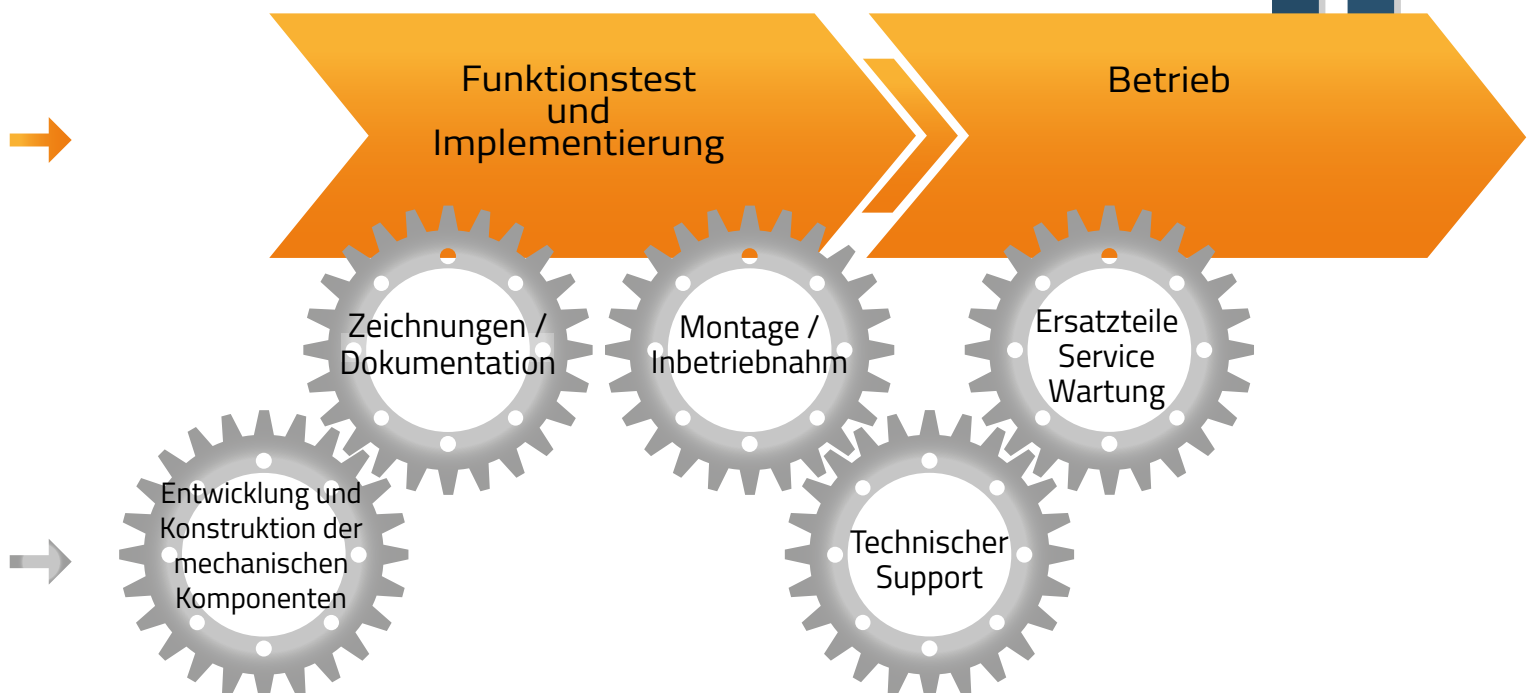 Funktionstest
und
Implementierung
Betrieb
Zeichnungen /
Dokumentation
Montage /
Inbetriebnahm
Ersatzteile
Service
Wartung
Entwicklung und
Konstruktion der
mechanischen
Komponenten
Technischer
Support